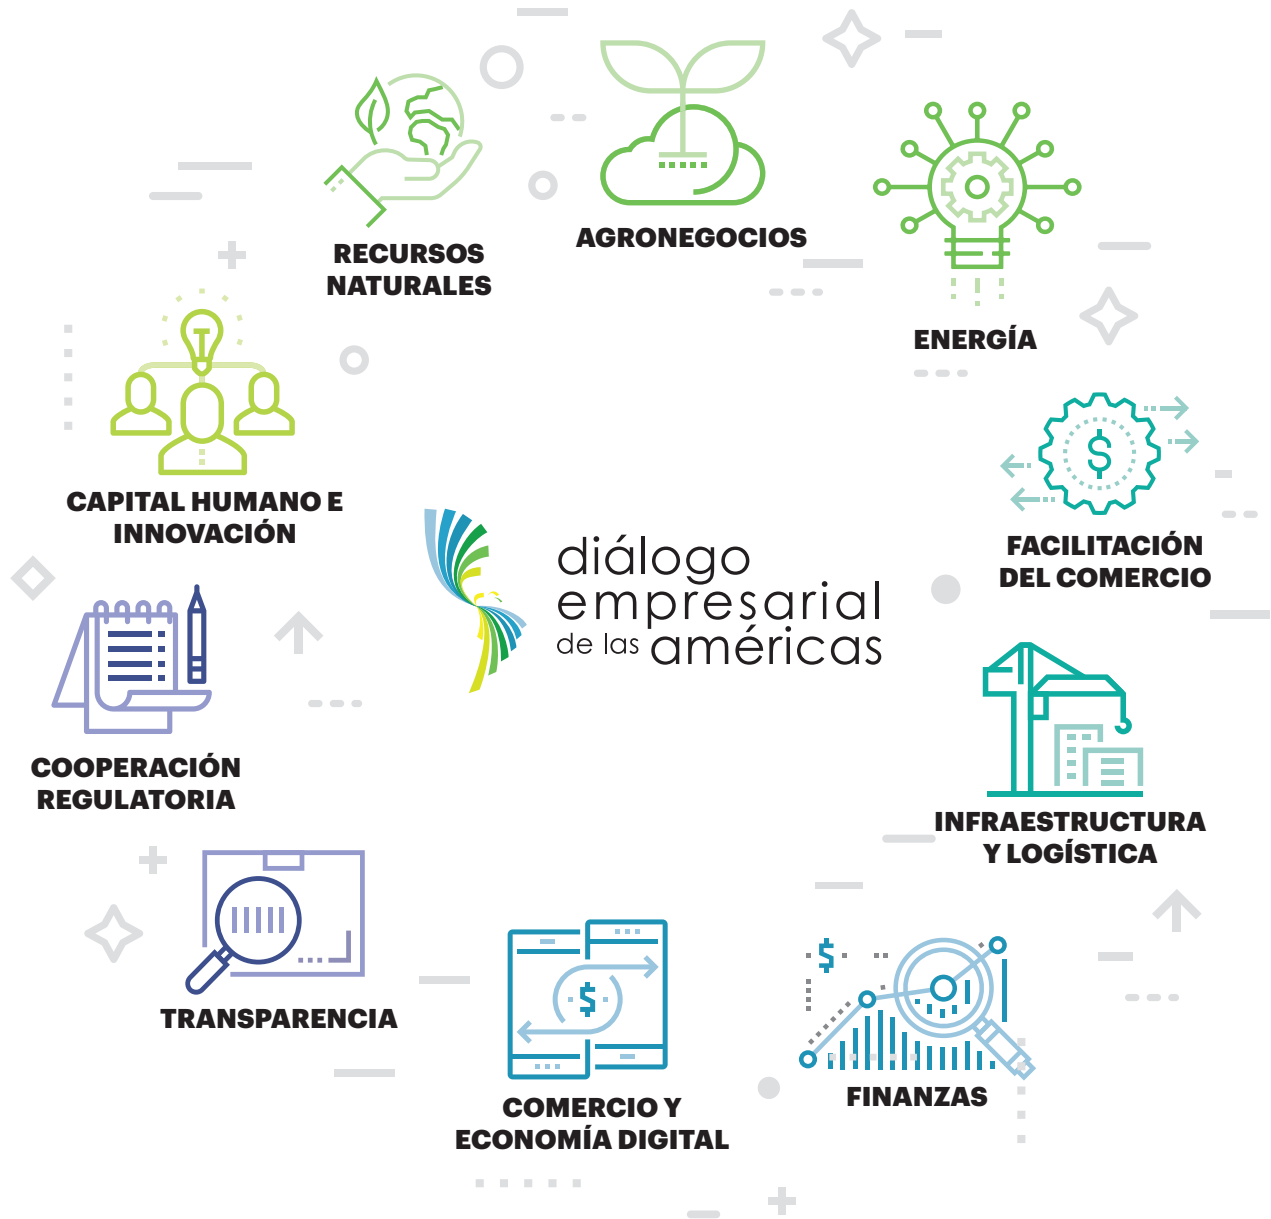 AGRONEGOCIOS
RECURSOS
NATURALES
ENERGÍA
CAPITAL HUMANO E
INNOVACIÓN
FACILITACIÓN
DEL COMERCIO
diálogo
empresarial
de las américas
COOPERACIÓN
REGULATORIA
INFRAESTRUCTURA
Y LOGÍSTICA
TRANSPARENCIA
$
$
$
FINANZAS
COMERCIO Y
ECONOMÍA DIGITAL